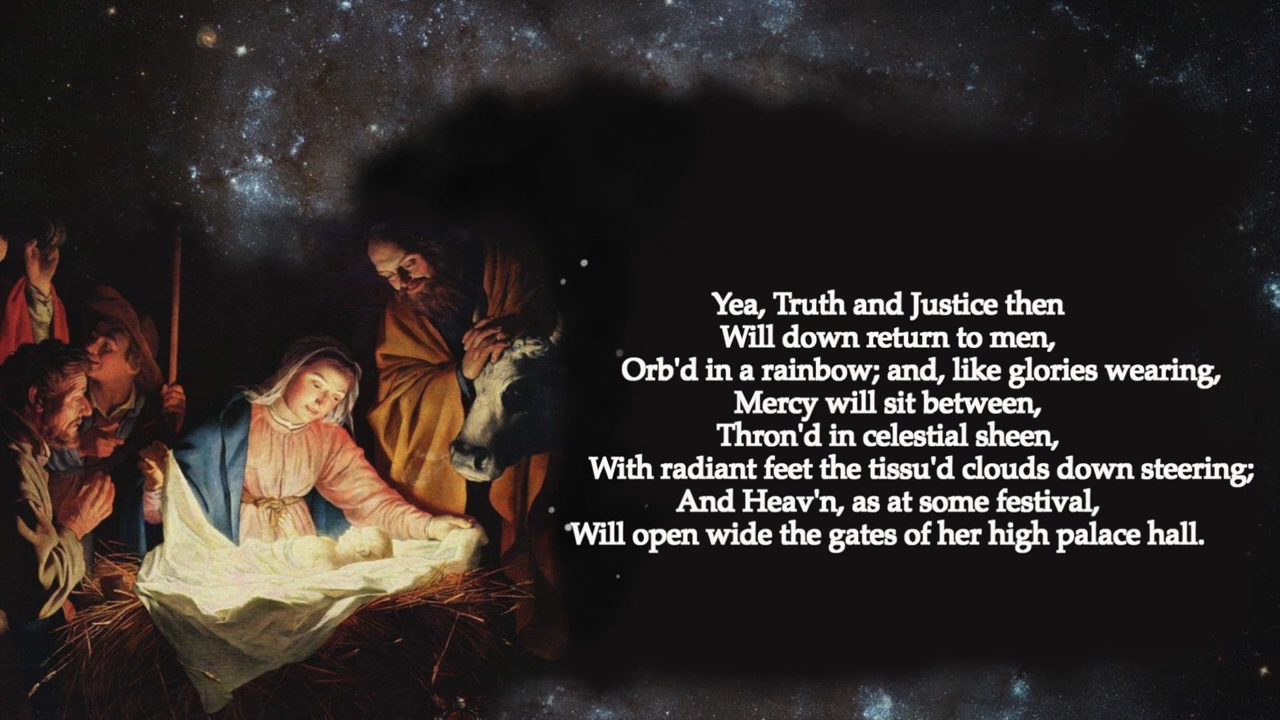 Yea, Truth and Justice then
Will down return to men,
Orb'd in a rainbow; and, like glories wearing,
Mercy will sit between,
Thron'd in celestial sheen,
With radiant feet the tissu'd clouds down steering;
And Heav'n, as at some festival,
Will open wide the gates of her high palace hall.